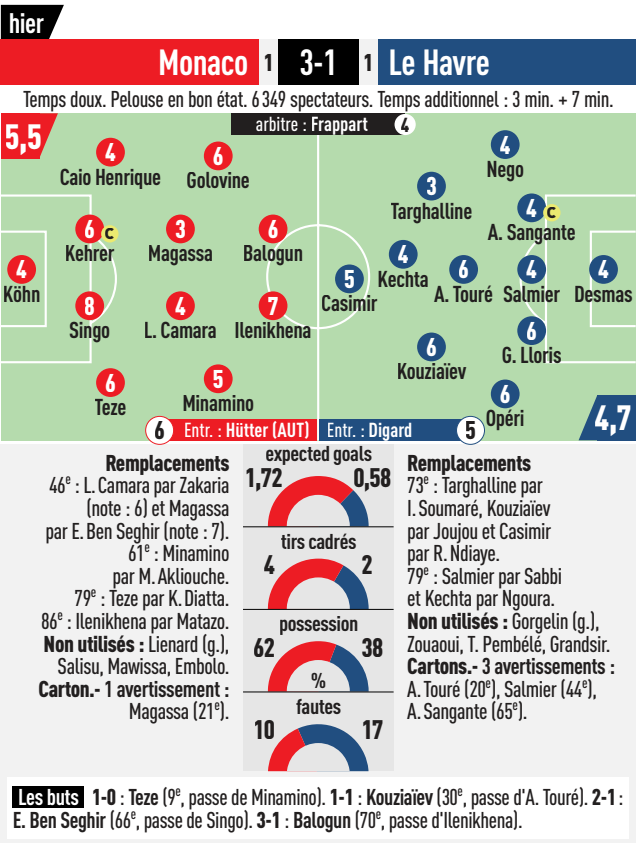 hier
Monaco 1 3-1 1 Le Havre
Temps doux. Pelouse en bon état. 6 349 spectateurs. Temps additionnel : 3 min. + 7 min.
arbitre : Frappart 4
5,5
4
Caio Henrique
6
Golovine
6 C
Kehrer
3
Magassa
6
Balogun
4
Köhn
8
Singo
4
L. Camara
7
Ilenikhena
6
Teze
5
Minamino
4
Nego
3
Targhalline
4 C
A. Sangante
4
Kechta
5
Casimir
6
A. Touré
4
Salmier
4
Desmas
6
G. Lloris
6
Kouziaïev
6
Opéri
4,7
6 Entr. : Hütter (AUT)
Entr. : Digard 5
Remplacements
46e : L. Camara par Zakaria
(note : 6) et Magassa
par E. Ben Seghir (note : 7).
61e : Minamino
par M. Akliouche.
79e : Teze par K. Diatta.
86e : Ilenikhena par Matazo.
Non utilisés : Lienard (g.),
Salisu, Mawissa, Embolo.
Carton.- 1 avertissement :
Magassa (21e).
expected goals
1,72 0,58
tirs cadrés
4 2
possession
62 38
%
fautes
10 17
Remplacements
73e : Targhalline par
I. Soumaré, Kouziaïev
par Joujou et Casimir
par R. Ndiaye.
79e : Salmier par Sabbi
et Kechta par Ngoura.
Non utilisés : Gorgelin (g.),
Zouaoui, T. Pembélé, Grandsir.
Cartons.- 3 avertissements :
A. Touré (20e), Salmier (44e),
A. Sangante (65e).
Les buts 1-0 : Teze (9e, passe de Minamino). 1-1 : Kouziaïev (30e, passe d'A. Touré). 2-1 :
E. Ben Seghir (66e, passe de Singo). 3-1 : Balogun (70e, passe d'Ilenikhena).